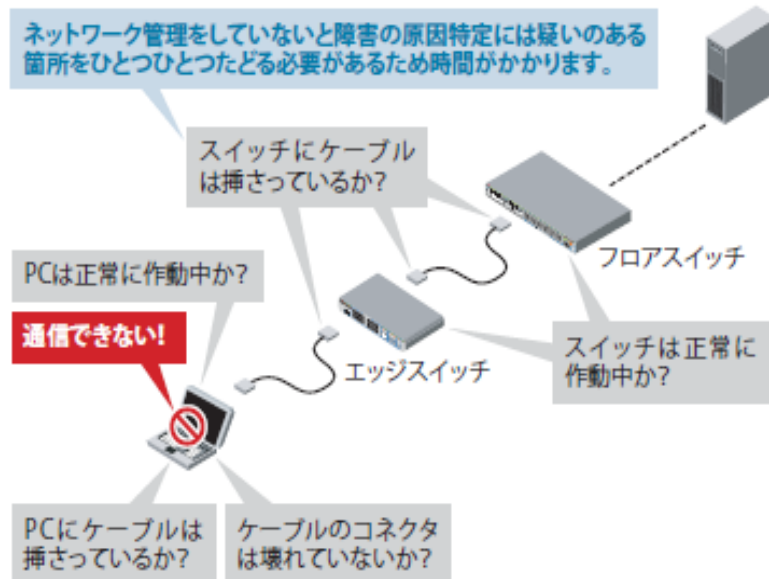 ネットワーク管理をしていないと障害の原因特定には疑いのある
箇所をひとつひとつたどる必要があるため時間がかかります。
スイッチにケーブル
は挿さっているか?
フロアスイッチ
PCは正常に作動中か?
通信できない!
エッジスイッチ
スイッチは正常に
作動中か?
PCにケーブルは
挿さっているか?
ケーブルのコネクタ
は壊れていないか?